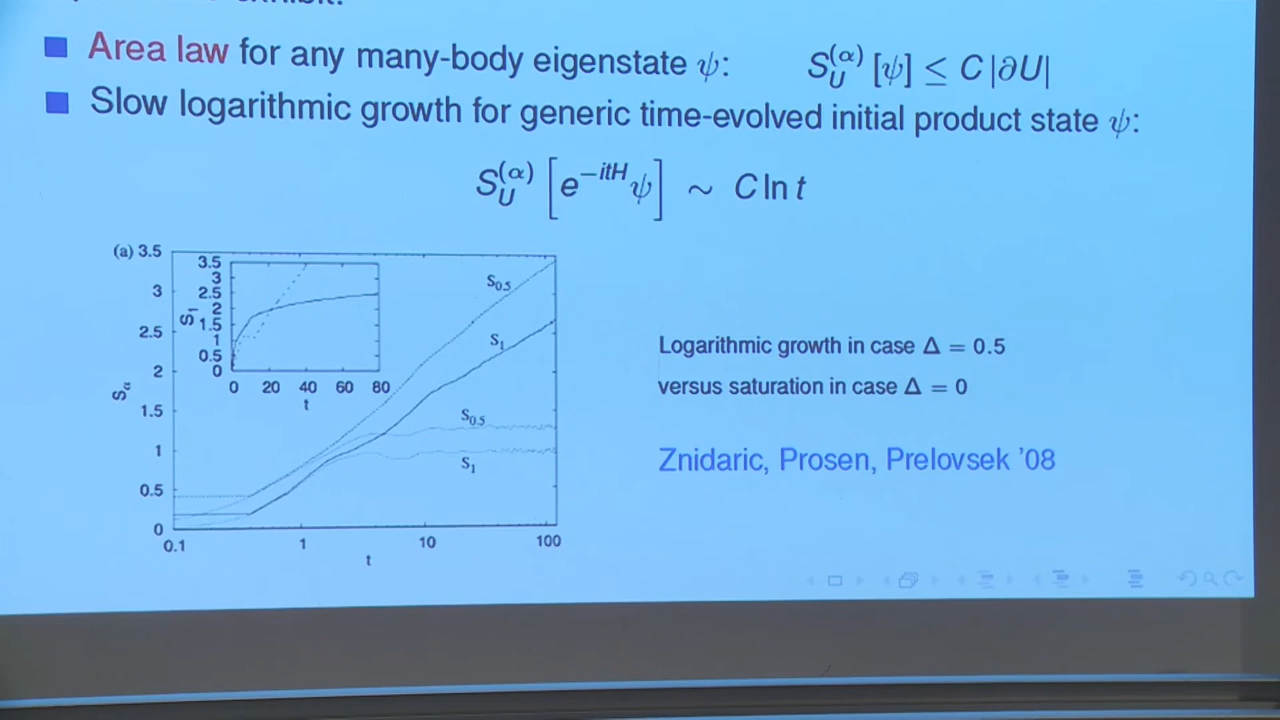 Area law for any many-body eigenstate ψ: S_U^(α) [ψ] ≤ C |∂U|
Slow logarithmic growth for generic time-evolved initial product state ψ:
S_U^(α) [e^−itH ψ] ∼ C ln t
(a) 3.5
3
2.5
2
1.5
1
0.5
0
S_α
0.1 1 10 100
t
3.5
3
2.5
2
1.5
1
0.5
0
S_1
0 20 40 60 80
t
S_0.5
S_1
S_0.5
S_1
Logarithmic growth in case Δ = 0.5
versus saturation in case Δ = 0
Znidaric, Prosen, Prelovsek '08